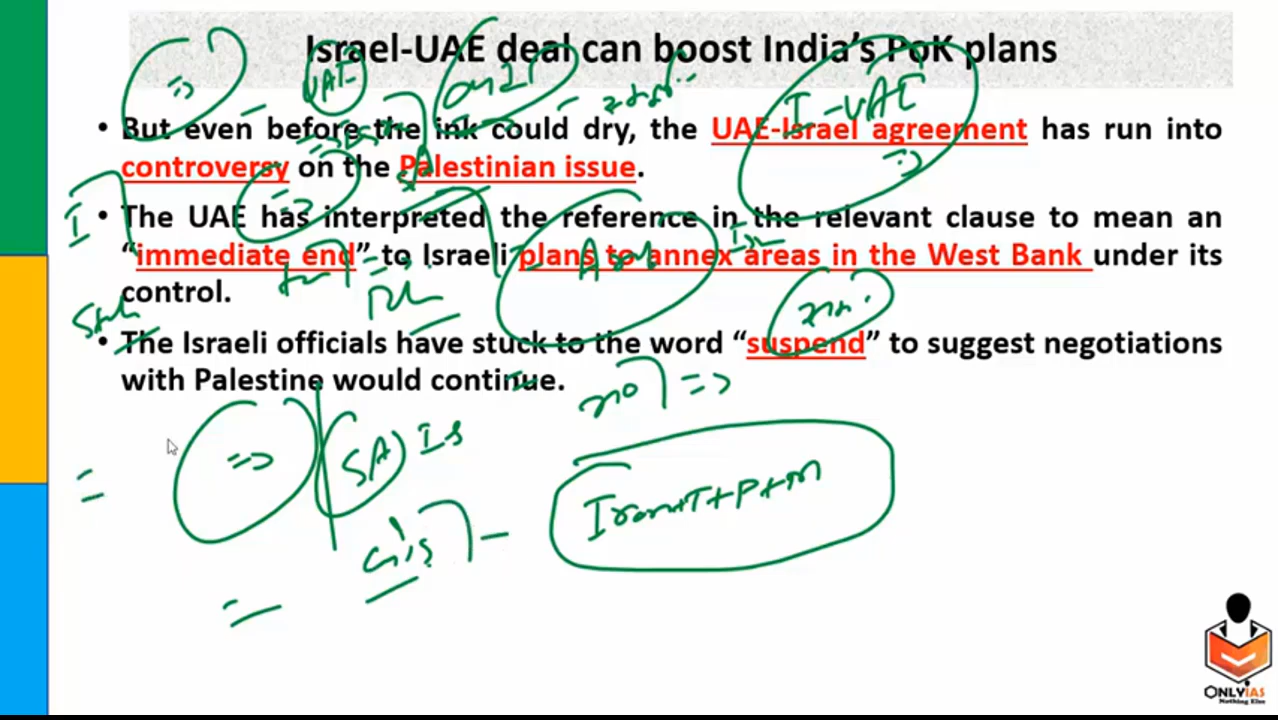 Israel-UAE deal can boost India's PoK plans
• But even before the ink could dry, the UAE-Israel agreement has run into
controversy on the Palestinian issue.
• The UAE has interpreted the reference in the relevant clause to mean an
"immediate end" to Israeli plans to annex areas in the West Bank under its
control.
• The Israeli officials have stuck to the word "suspend" to suggest negotiations
with Palestine would continue.
UAE
I-UAE
I
SA
Is
Iran+T+P+M
ONLYIAS
Nothing Else